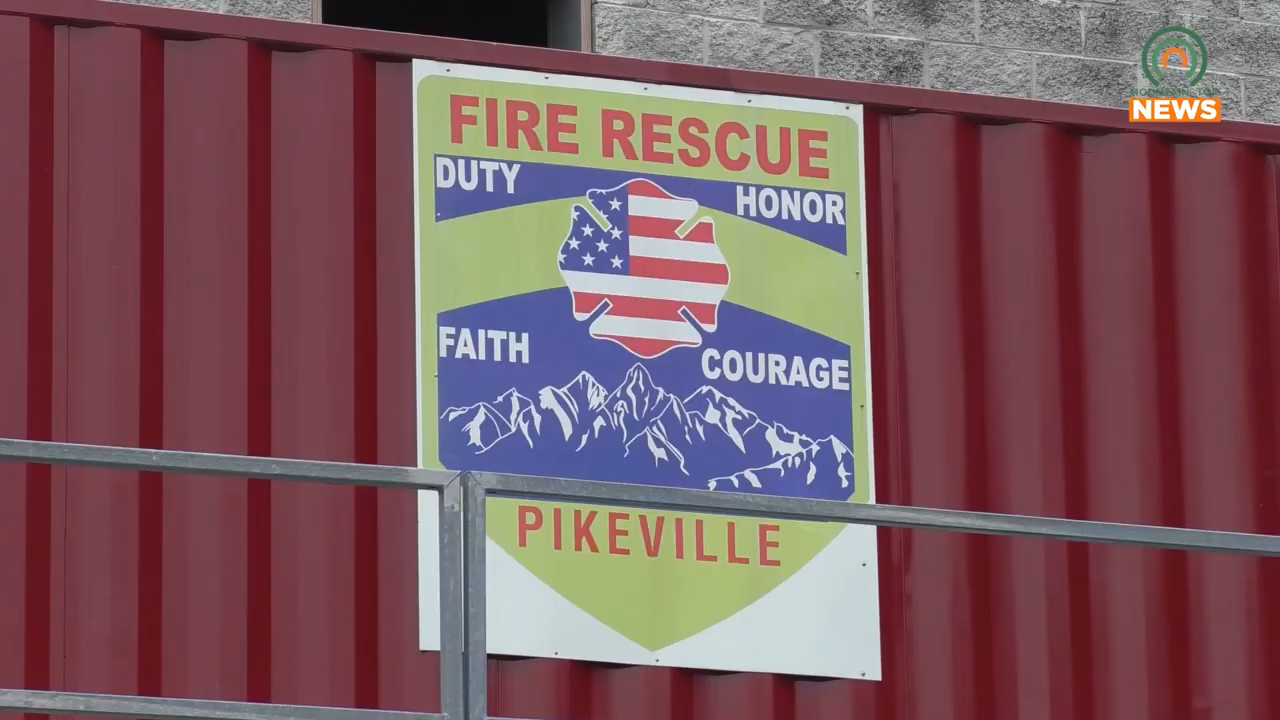 FIRE RESCUE
DUTY
HONOR
FAITH
COURAGE
PIKEVILLE
NEWS